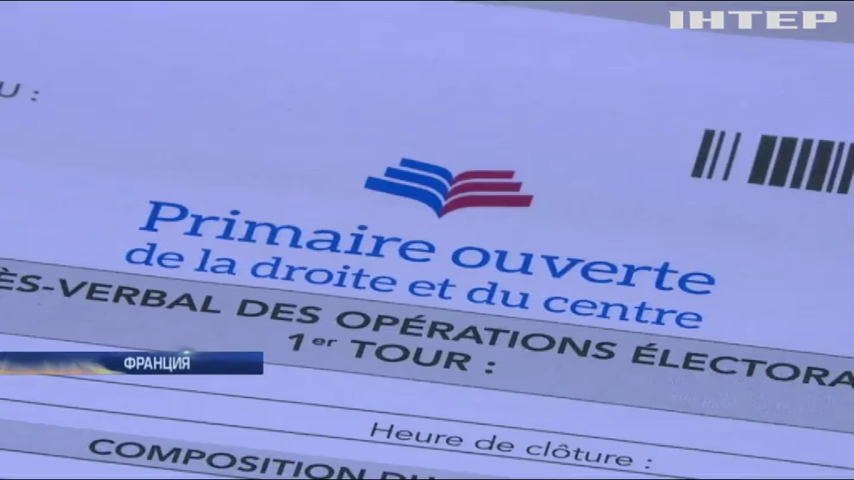 ІНТЕР
U :
Primaire ouverte
de la droite et du centre
ÈS-VERBAL DES OPÉRATIONS ÉLECTORA
1er TOUR :
ФРАНЦИЯ
Heure de clôture :
COMPOSITION DU